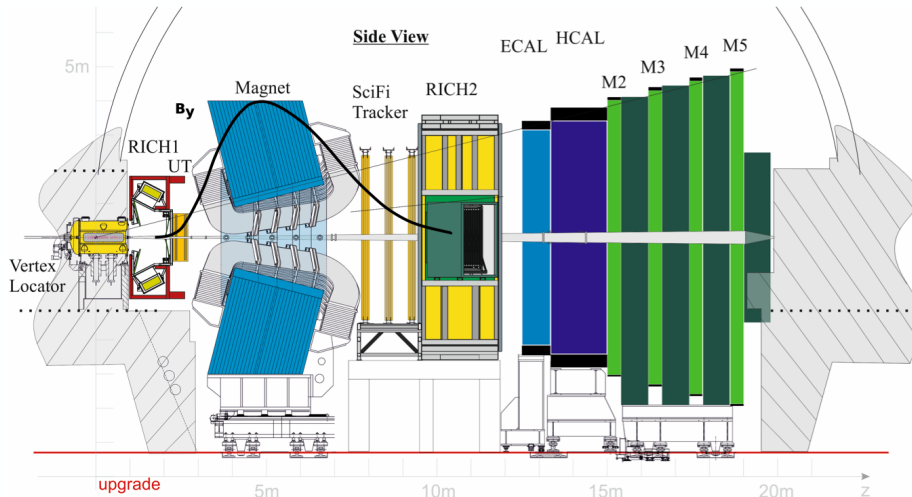 Side View
ECAL
HCAL
M5
M4
M3
M2
5m
Magnet
By
SciFi
Tracker
RICH2
RICH1
UT
Vertex
Locator
upgrade
5m
10m
15m
20m
z